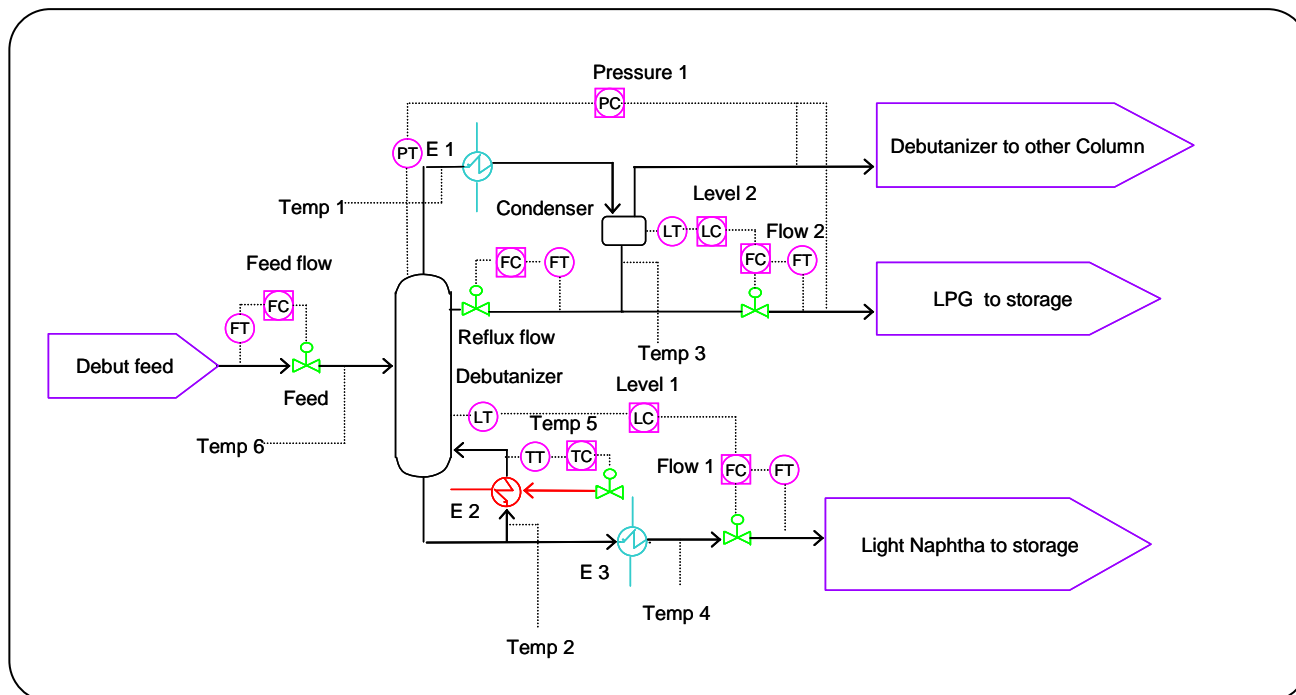 Pressure 1
PC
Debutanizer to other Column
PT
E 1
Temp 1
Condenser
Level 2
LT
LC
Flow 2
FC
FT
Feed flow
FC
FT
FC
FT
LPG  to storage
Reflux flow
Temp 3
Debut feed
Feed
Debutanizer
Level 1
Temp 6
LT
LC
Temp 5
TT
TC
Flow 1
FC
FT
E 2
E 3
Light Naphtha to storage
Temp 4
Temp 2